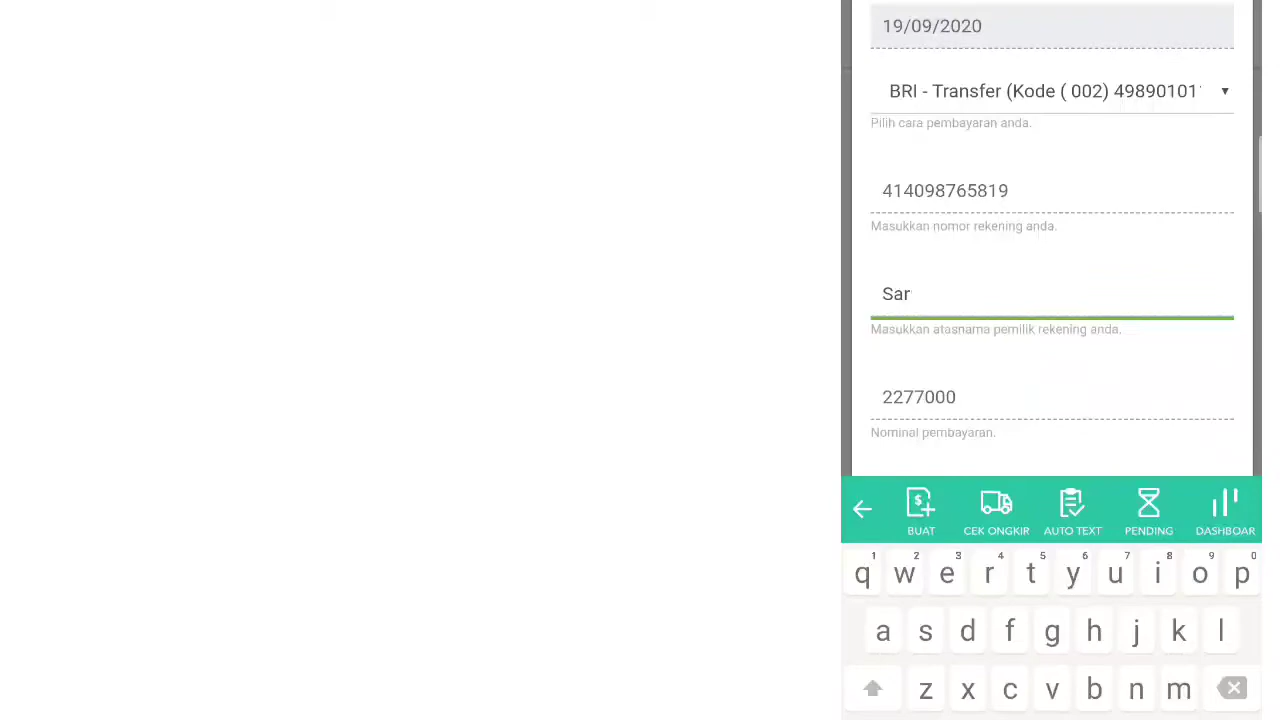 19/09/2020
BRI - Transfer (Kode ( 002) 49890101
Pilih cara pembayaran anda.
414098765819
Masukkan nomor rekening anda.
Sar
Masukkan atasnama pemilik rekening anda.
2277000
Nominal pembayaran.
BUAT CEK ONGKIR AUTO TEXT PENDING DASHBOAR
1 2 3 4 5 6 7 8 9 0
q w e r t y u i o p
a s d f g h j k l
z x c v b n m